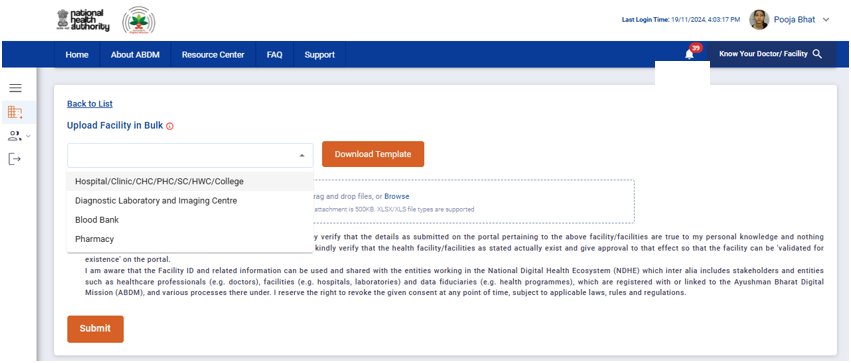 national
health
authority
Last Login Time: 19/11/2024, 4:03:17 PM
Pooja Bhat
Home About ABDM Resource Center FAQ Support
39
Know Your Doctor/ Facility
Back to List
Upload Facility in Bulk
Download Template
Hospital/Clinic/CHC/PHC/SC/HWC/College
Diagnostic Laboratory and Imaging Centre
Blood Bank
Pharmacy
rag and drop files, or Browse
attachment is 500KB. XLSX/XLS file types are supported
y verify that the details as submitted on the portal pertaining to the above facility/facilities are true to my personal knowledge and nothing
kindly verify that the health facility/facilities as stated actually exist and give approval to that effect so that the facility can be 'validated for
existence' on the portal.
I am aware that the Facility ID and related information can be used and shared with the entities working in the National Digital Health Ecosystem (NDHE) which inter alia includes stakeholders and entities
such as healthcare professionals (e.g. doctors), facilities (e.g. hospitals, laboratories) and data fiduciaries (e.g. health programmes), which are registered with or linked to the Ayushman Bharat Digital
Mission (ABDM), and various processes there under. I reserve the right to revoke the given consent at any point of time, subject to applicable laws, rules and regulations.
Submit